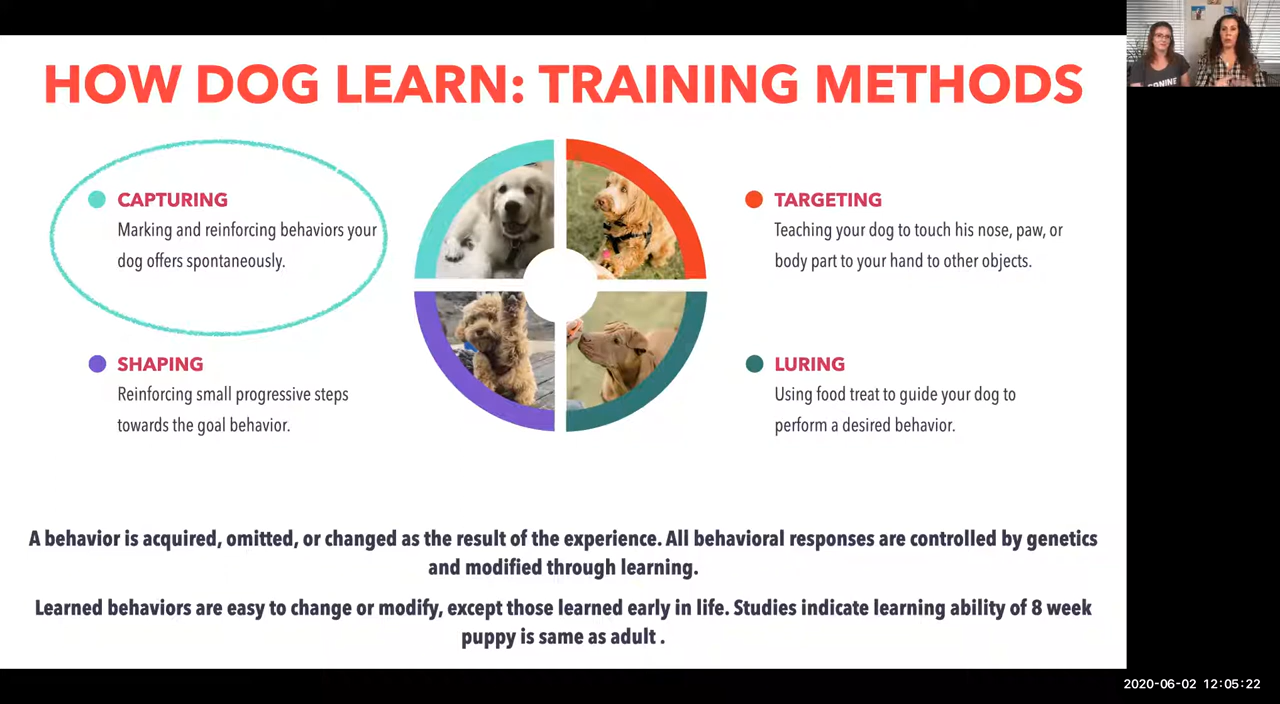 HOW DOG LEARN: TRAINING METHODS
CAPTURING
Marking and reinforcing behaviors your
dog offers spontaneously.
TARGETING
Teaching your dog to touch his nose, paw, or
body part to your hand to other objects.
SHAPING
Reinforcing small progressive steps
towards the goal behavior.
LURING
Using food treat to guide your dog to
perform a desired behavior.
A behavior is acquired, omitted, or changed as the result of the experience. All behavioral responses are controlled by genetics
and modified through learning.
Learned behaviors are easy to change or modify, except those learned early in life. Studies indicate learning ability of 8 week
puppy is same as adult .
2020-06-02 12:05:22